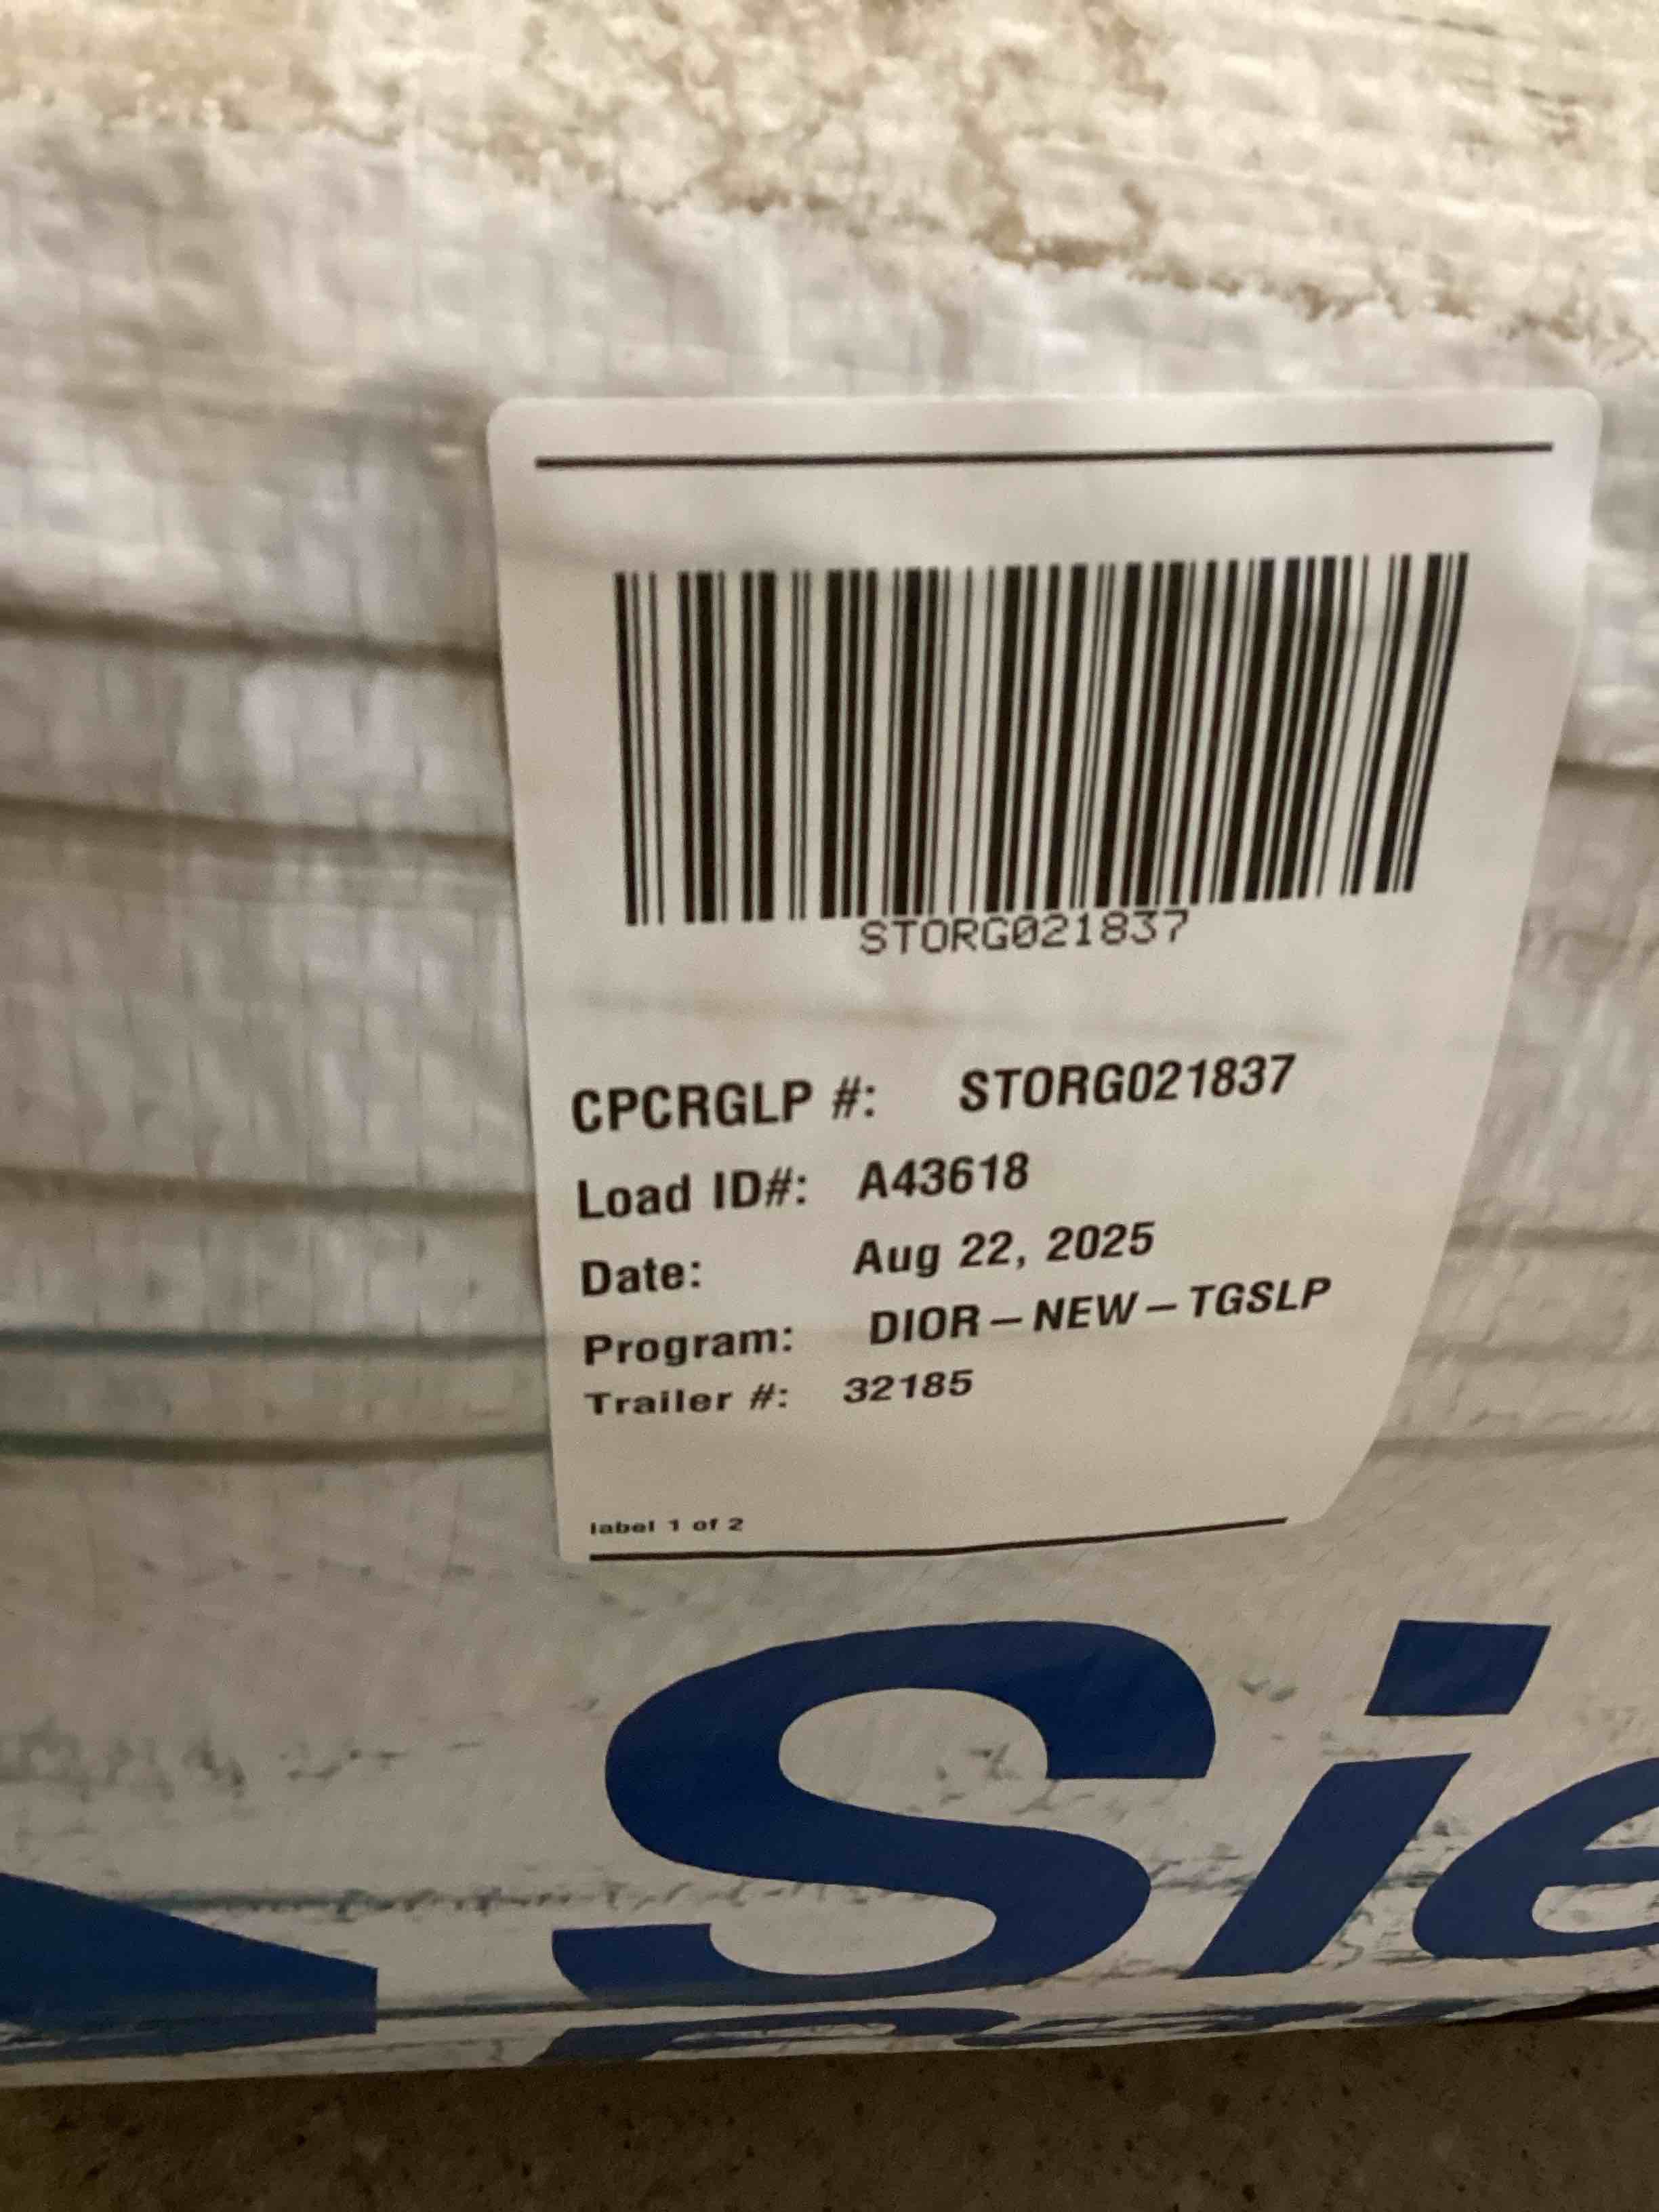 STORG021837
CPCRGLP #: STORG021837
Load ID#: A43618
Date: Aug 22, 2025
Program: DIOR-NEW-TGSLP
Trailer #: 32185
label 1 of 2
Sie